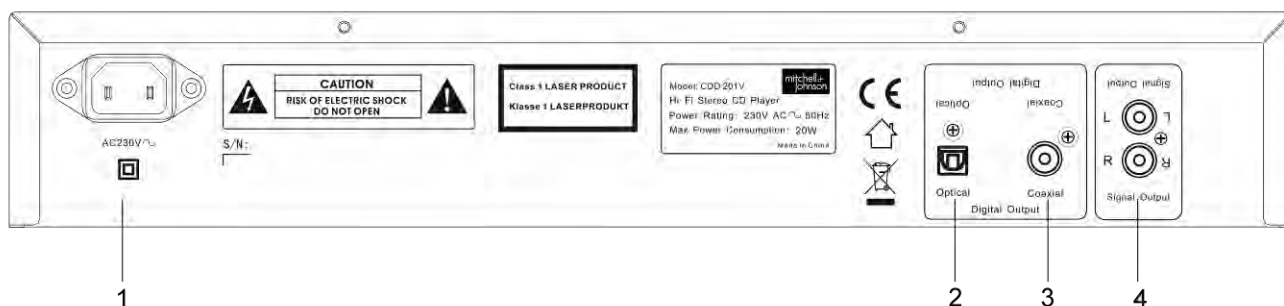 AC230V
CAUTION
RISK OF ELECTRIC SHOCK
DO NOT OPEN
S/N:
Class 1 LASER PRODUCT
Klasse 1 LASERPRODUKT
mitchell+
johnson
Model: CDD 201V
Hi Fi Stereo CD Player
Power Rating: 230V AC 50Hz
Max Power Consumption: 20W
Made in China
CE
Digital Output
Optical
Coaxial
Optical
Coaxial
Digital Output
Signal Output
L
L
R
R
Signal Output
1
2
3
4